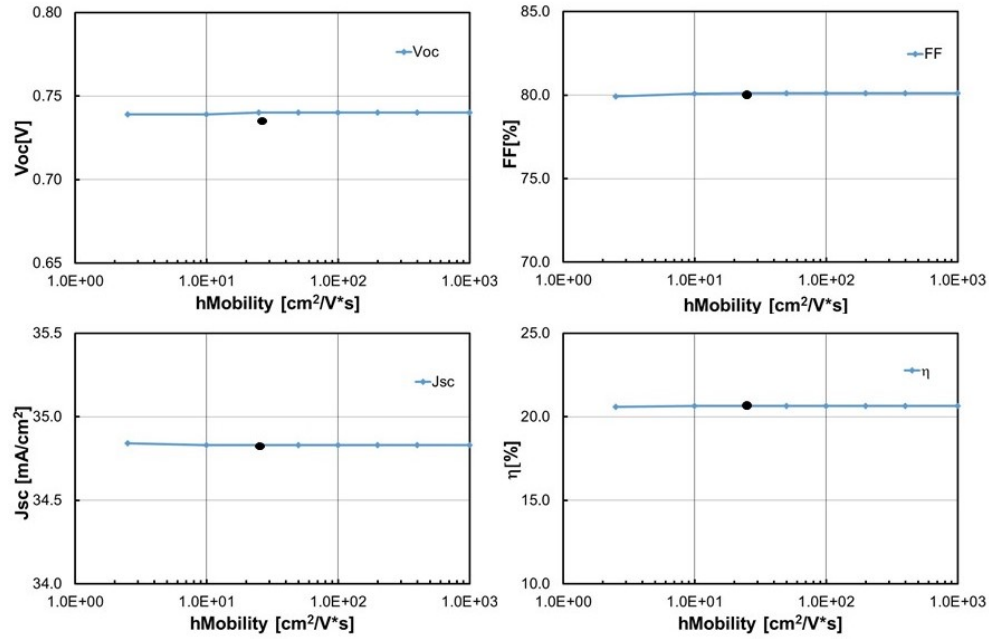 0.80
0.75
0.70
0.65
Voc[V]
Voc
1.0E+00
1.0E+01
1.0E+02
1.0E+03
hMobility [cm²/V*s]
85.0
80.0
75.0
70.0
FF[%]
FF
1.0E+00
1.0E+01
1.0E+02
1.0E+03
hMobility [cm²/V*s]
35.5
35.0
34.5
34.0
Jsc [mA/cm²]
Jsc
1.0E+00
1.0E+01
1.0E+02
1.0E+03
hMobility [cm²/V*s]
25.0
20.0
15.0
10.0
η[%]
η
1.0E+00
1.0E+01
1.0E+02
1.0E+03
hMobility [cm²/V*s]